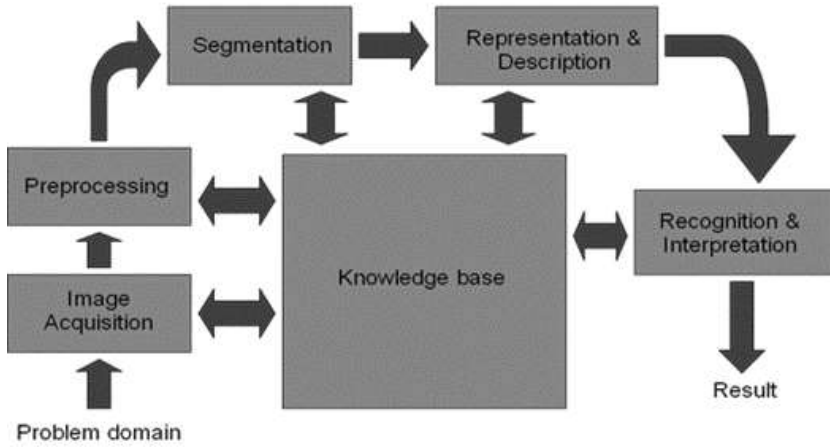 Segmentation
Representation &
Description
Preprocessing
Recognition &
Interpretation
Knowledge base
Image
Acquisition
Result
Problem domain